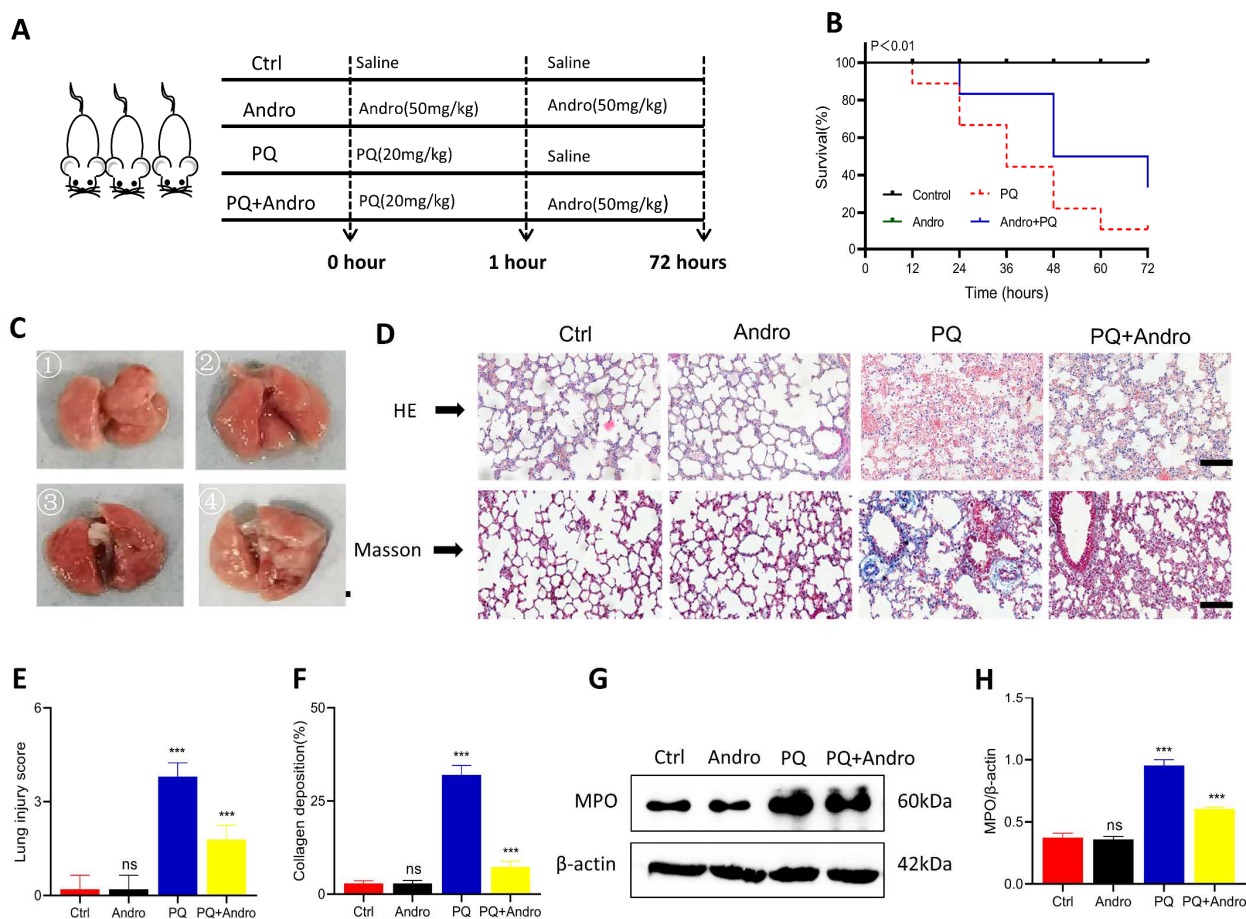 A
Ctrl Saline Saline
Andro Andro(50mg/kg) Andro(50mg/kg)
PQ PQ(20mg/kg) Saline
PQ+Andro PQ(20mg/kg) Andro(50mg/kg)
0 hour 1 hour 72 hours
B
P<0.01
Survival(%)
100
80
60
40
20
0
Control PQ
Andro Andro+PQ
0 12 24 36 48 60 72
Time (hours)
C
①
②
③
④
D
Ctrl Andro PQ PQ+Andro
HE
Masson
E
Lung injury score
6
3
0
ns *** ***
Ctrl Andro PQ PQ+Andro
F
Collagen deposition(%)
50
25
0
ns *** ***
Ctrl Andro PQ PQ+Andro
G
Ctrl Andro PQ PQ+Andro
MPO 60kDa
β-actin 42kDa
H
MPO/β-actin
1.5
1.0
0.5
0.0
ns *** ***
Ctrl Andro PQ PQ+Andro